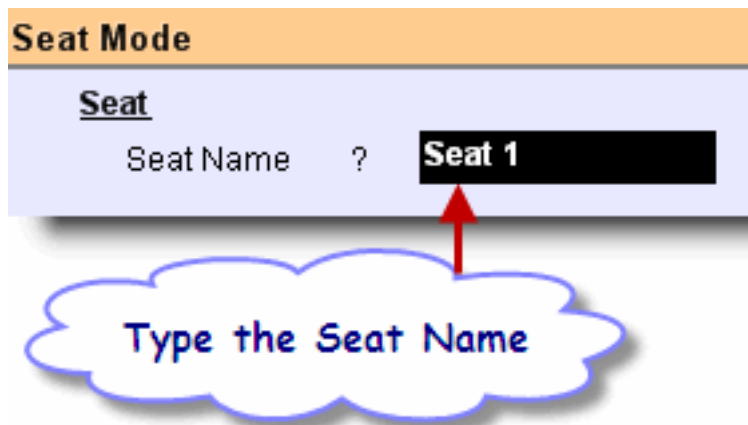 Seat Mode
Seat
Seat Name ? Seat 1
Type the Seat Name